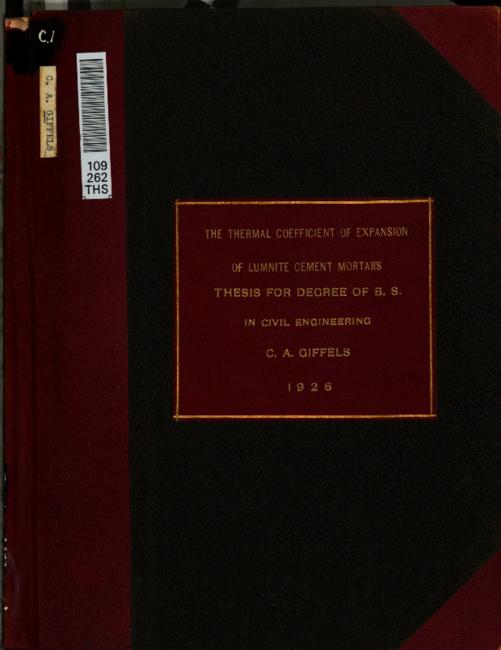 C.1
C. A. GIFFELS
109
262
THS
THE THERMAL COEFFICIENT OF EXPANSION
OF LUMNITE CEMENT MORTARS
THESIS FOR DEGREE OF B. S.
IN CIVIL ENGINEERING
C. A. GIFFELS
1926